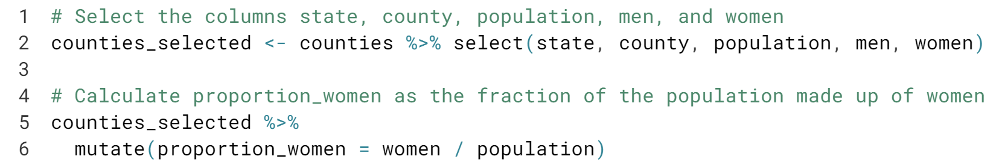 1 # Select the columns state, county, population, men, and women
2 counties_selected <- counties %>% select(state, county, population, men, women)
3
4 # Calculate proportion_women as the fraction of the population made up of women
5 counties_selected %>%
6   mutate(proportion_women = women / population)